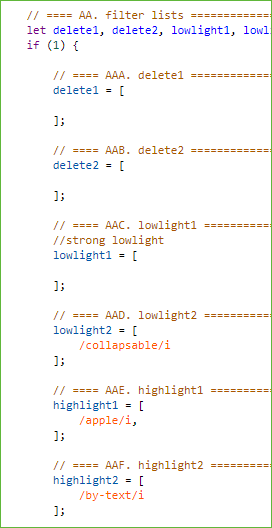 // ==== AA. filter lists ============
let delete1, delete2, lowlight1, lowl
if (1) {
// ==== AAA. delete1 ============
delete1 = [
];
// ==== AAB. delete2 ============
delete2 = [
];
// ==== AAC. lowlight1 ==========
//strong lowlight
lowlight1 = [
];
// ==== AAD. lowlight2 ==========
lowlight2 = [
/collapsable/i
];
// ==== AAE. highlight1 =========
highlight1 = [
/apple/i,
];
// ==== AAF. highlight2 =========
highlight2 = [
/by-text/i
];